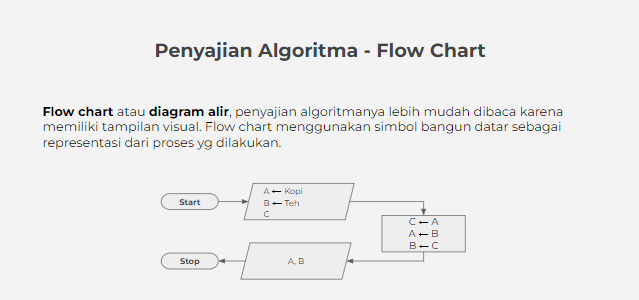 Penyajian Algoritma - Flow Chart
Flow chart atau diagram alir, penyajian algoritmanya lebih mudah dibaca karena
memiliki tampilan visual. Flow chart menggunakan simbol bangun datar sebagai
representasi dari proses yg dilakukan.
Start
A ← Kopi
B ← Teh
C
C ← A
A ← B
B ← C
A, B
Stop